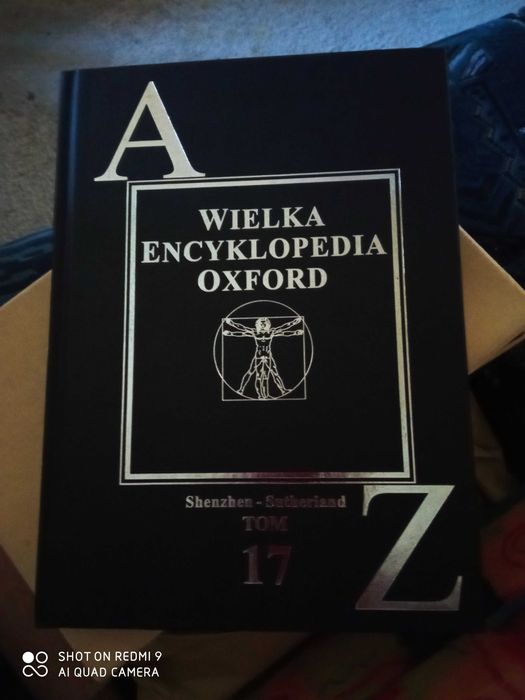 A
WIELKA
ENCYKLOPEDIA
OXFORD
Shenzhen - Sutherland
TOM
17
Z
SHOT ON REDMI 9
AI QUAD CAMERA